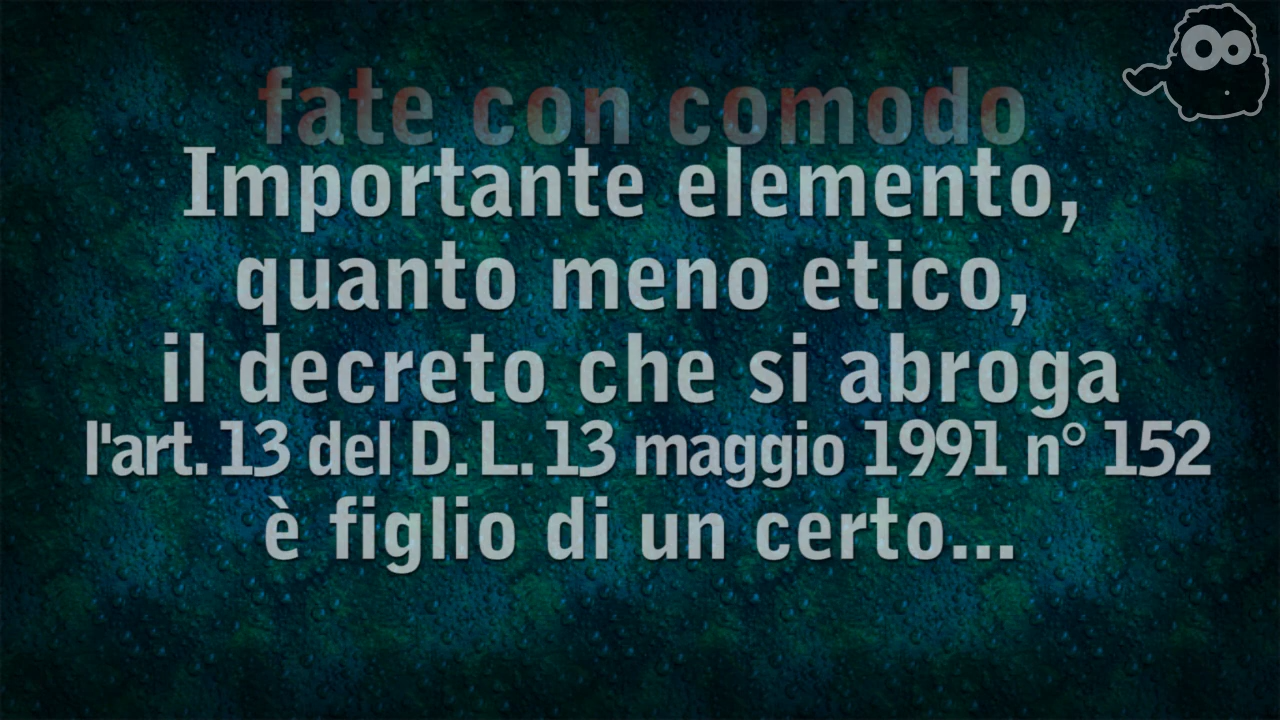 fate con comodo
Importante elemento,
quanto meno etico,
il decreto che si abroga
l'art. 13 del D. L. 13 maggio 1991 n° 152
è figlio di un certo...